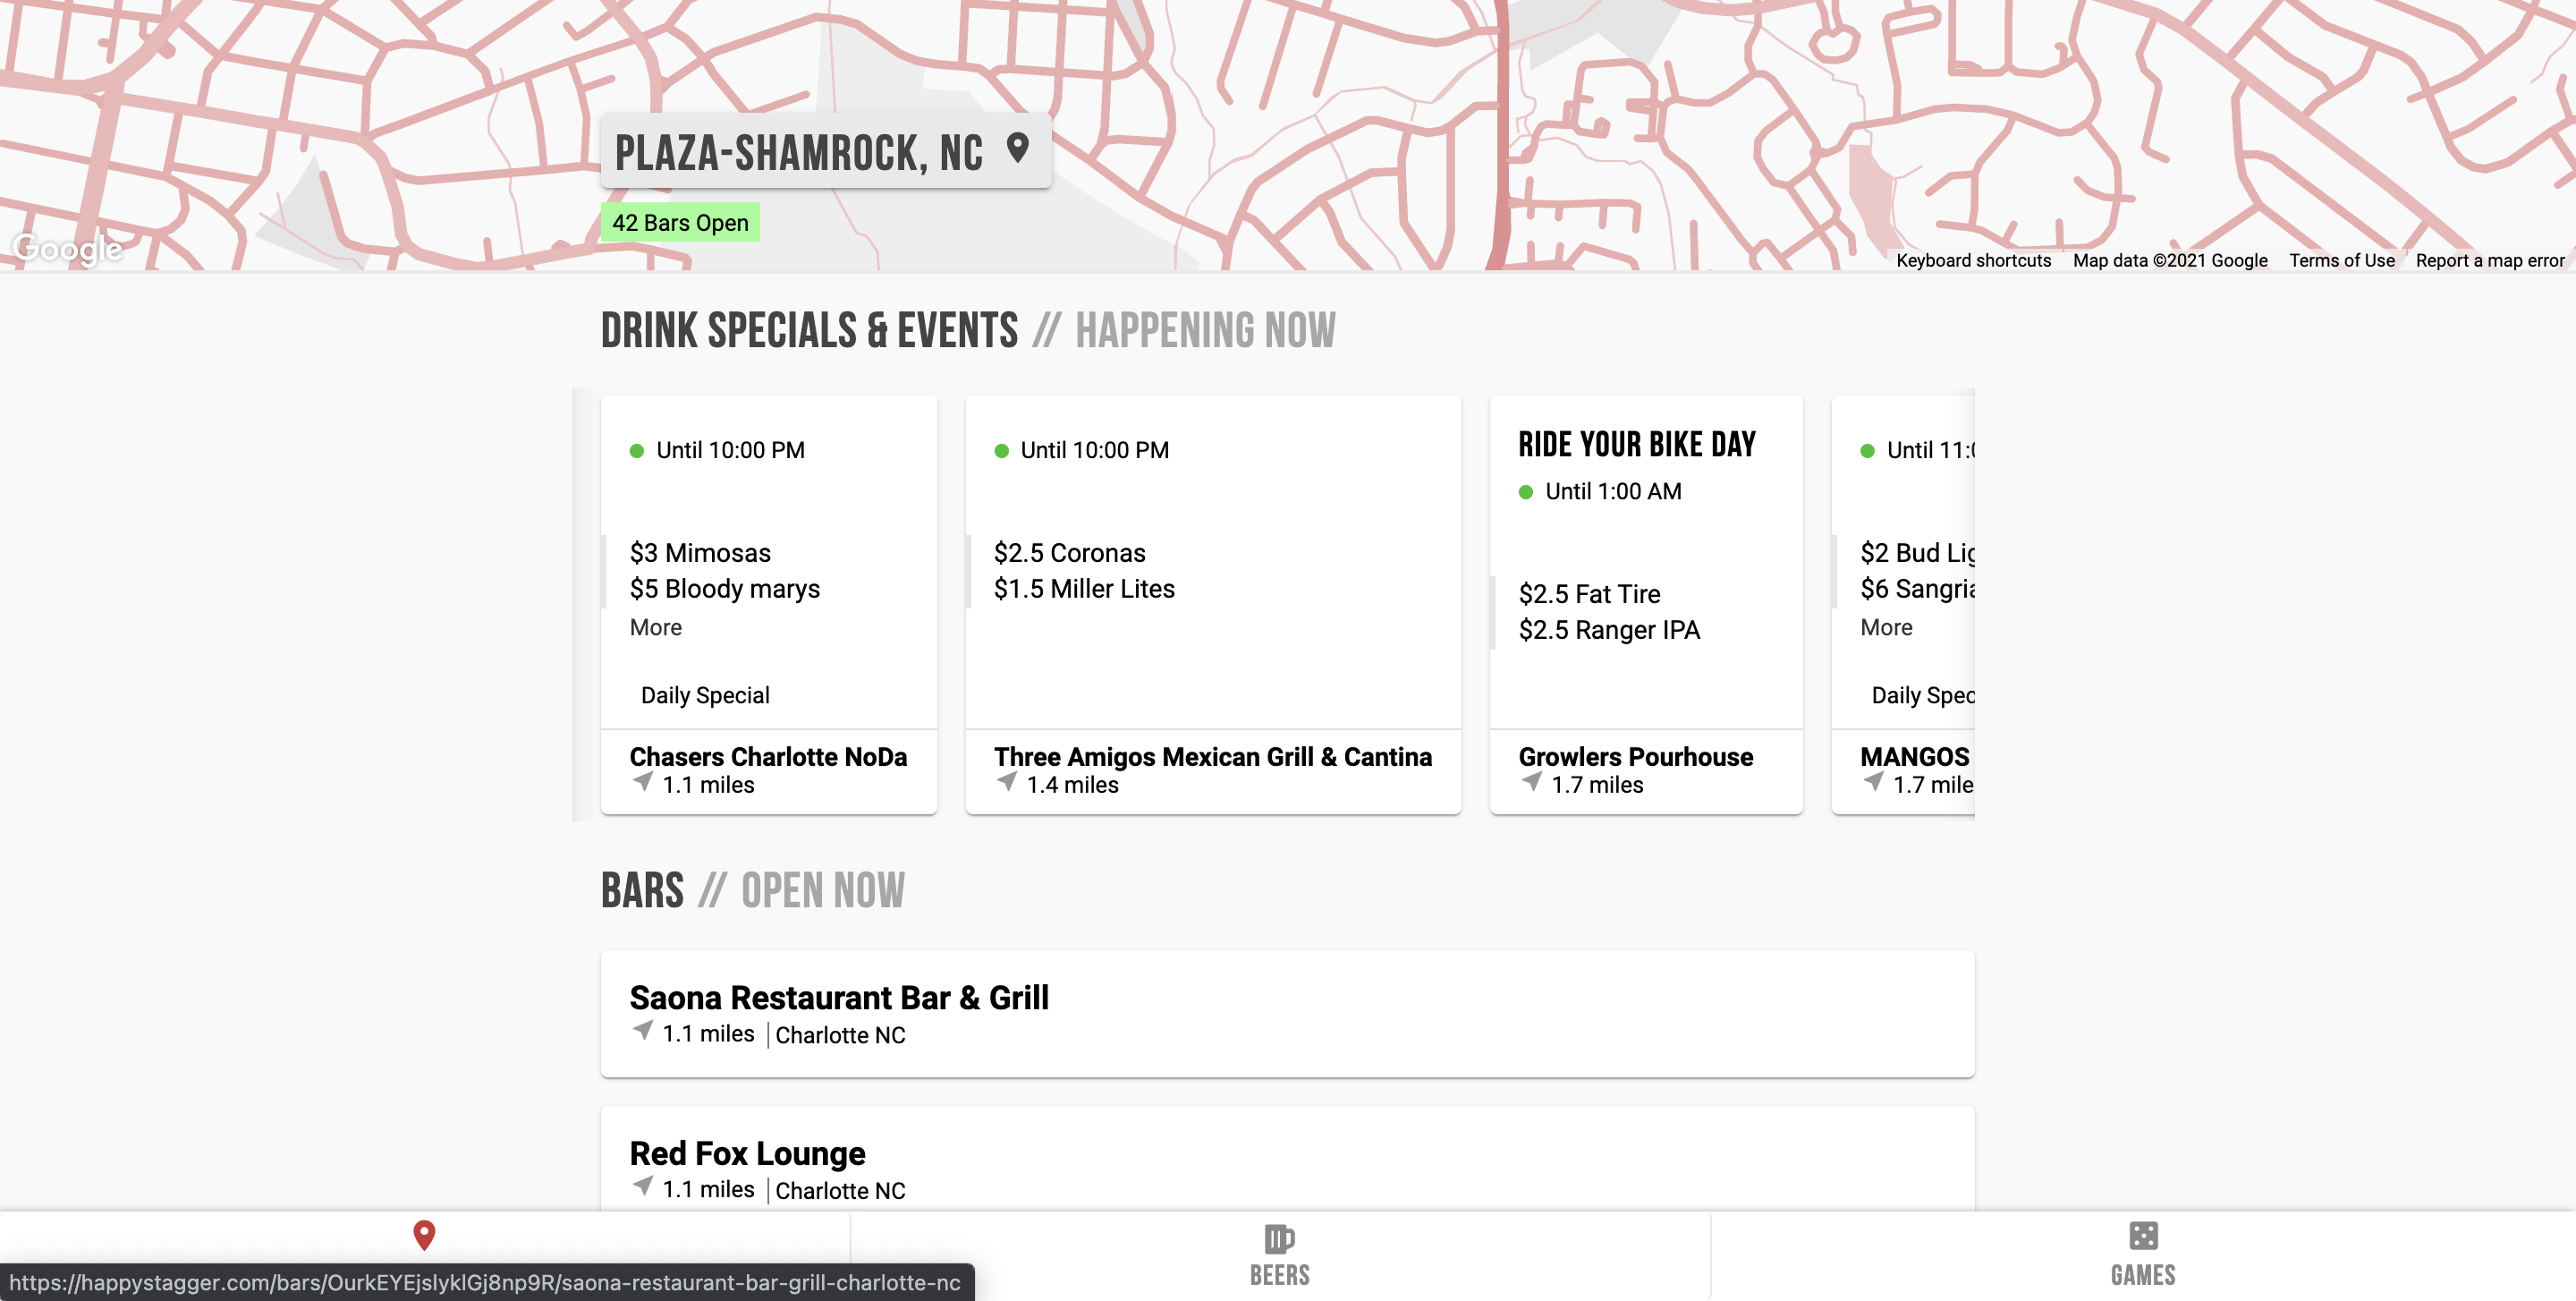 PLAZA-SHAMROCK, NC
42 Bars Open
Google
Keyboard shortcuts Map data ©2021 Google Terms of Use Report a map error
DRINK SPECIALS & EVENTS // HAPPENING NOW
Until 10:00 PM
$3 Mimosas
$5 Bloody marys
More
Daily Special
Chasers Charlotte NoDa
1.1 miles
Until 10:00 PM
$2.5 Coronas
$1.5 Miller Lites
Three Amigos Mexican Grill & Cantina
1.4 miles
RIDE YOUR BIKE DAY
Until 1:00 AM
$2.5 Fat Tire
$2.5 Ranger IPA
Growlers Pourhouse
1.7 miles
Until 11:0
$2 Bud Lig
$6 Sangria
More
Daily Spec
MANGOS
1.7 mile
BARS // OPEN NOW
Saona Restaurant Bar & Grill
1.1 miles | Charlotte NC
Red Fox Lounge
1.1 miles | Charlotte NC
BEERS
GAMES
https://happystagger.com/bars/OurkEYEjslyklGj8np9R/saona-restaurant-bar-grill-charlotte-nc